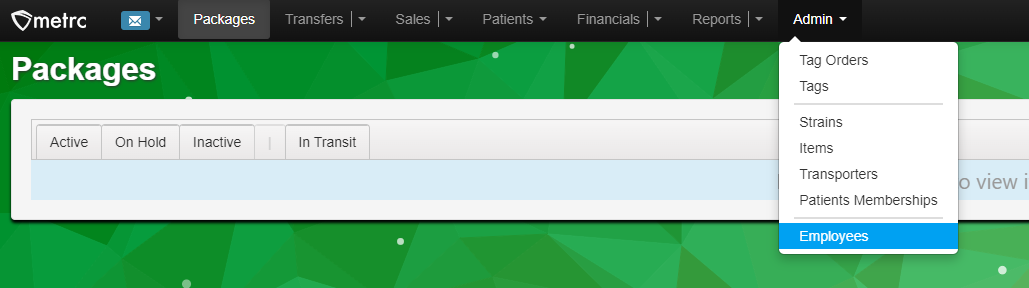 metrc Packages Transfers Sales Patients Financials Reports Admin
Packages
Tag Orders
Tags
Active On Hold Inactive | In Transit
Strains
Items
Transporters
o view i
Patients Memberships
Employees